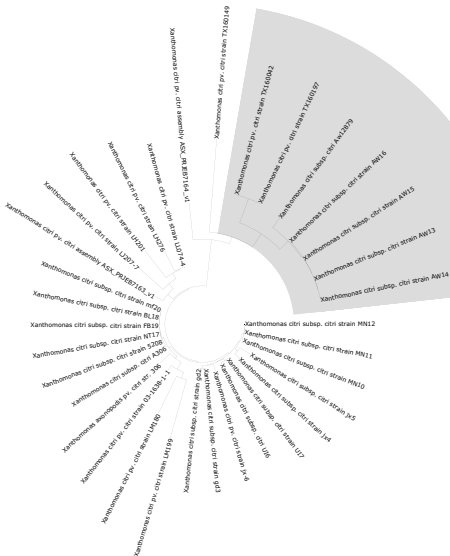 Xanthomonas citri pv. citri strain TX160149
Xanthomonas citri pv. citri strain TX160042
Xanthomonas citri pv. citri strain TX160197
Xanthomonas citri subsp. citri Aw12879
Xanthomonas citri subsp. citri strain AW16
Xanthomonas citri subsp. citri strain AW15
Xanthomonas citri subsp. citri strain AW13
Xanthomonas citri subsp. citri strain AW14
Xanthomonas citri subsp. citri strain MN12
Xanthomonas citri subsp. citri strain MN11
Xanthomonas citri subsp. citri strain MN10
Xanthomonas citri subsp. citri strain jx5
Xanthomonas citri subsp. citri strain jx4
Xanthomonas citri subsp. citri strain UI7
Xanthomonas citri subsp. citri UI6
Xanthomonas citri pv. citri strain jx-6
Xanthomonas citri subsp. citri strain gd3
Xanthomonas citri subsp. citri strain gd2
Xanthomonas citri pv. citri strain LM199
Xanthomonas citri pv. citri strain LM180
Xanthomonas citri pv. citri strain 03-1638-1-1
Xanthomonas axonopodis pv. citri str. 306
Xanthomonas citri subsp. citri A306
Xanthomonas citri subsp. citri strain 5208
Xanthomonas citri subsp. citri strain NT17
Xanthomonas citri subsp. citri strain FB19
Xanthomonas citri subsp. citri strain BL18
Xanthomonas citri subsp. citri strain mf20
Xanthomonas citri pv. citri assembly ASX_PRJEB7163_v1
Xanthomonas citri pv. citri strain LJ207-7
Xanthomonas citri pv. citri strain LH201
Xanthomonas citri pv. citri strain LH276
Xanthomonas citri pv. citri strain LL074-4
Xanthomonas citri pv. citri assembly ASX_PRJEB7164_v1